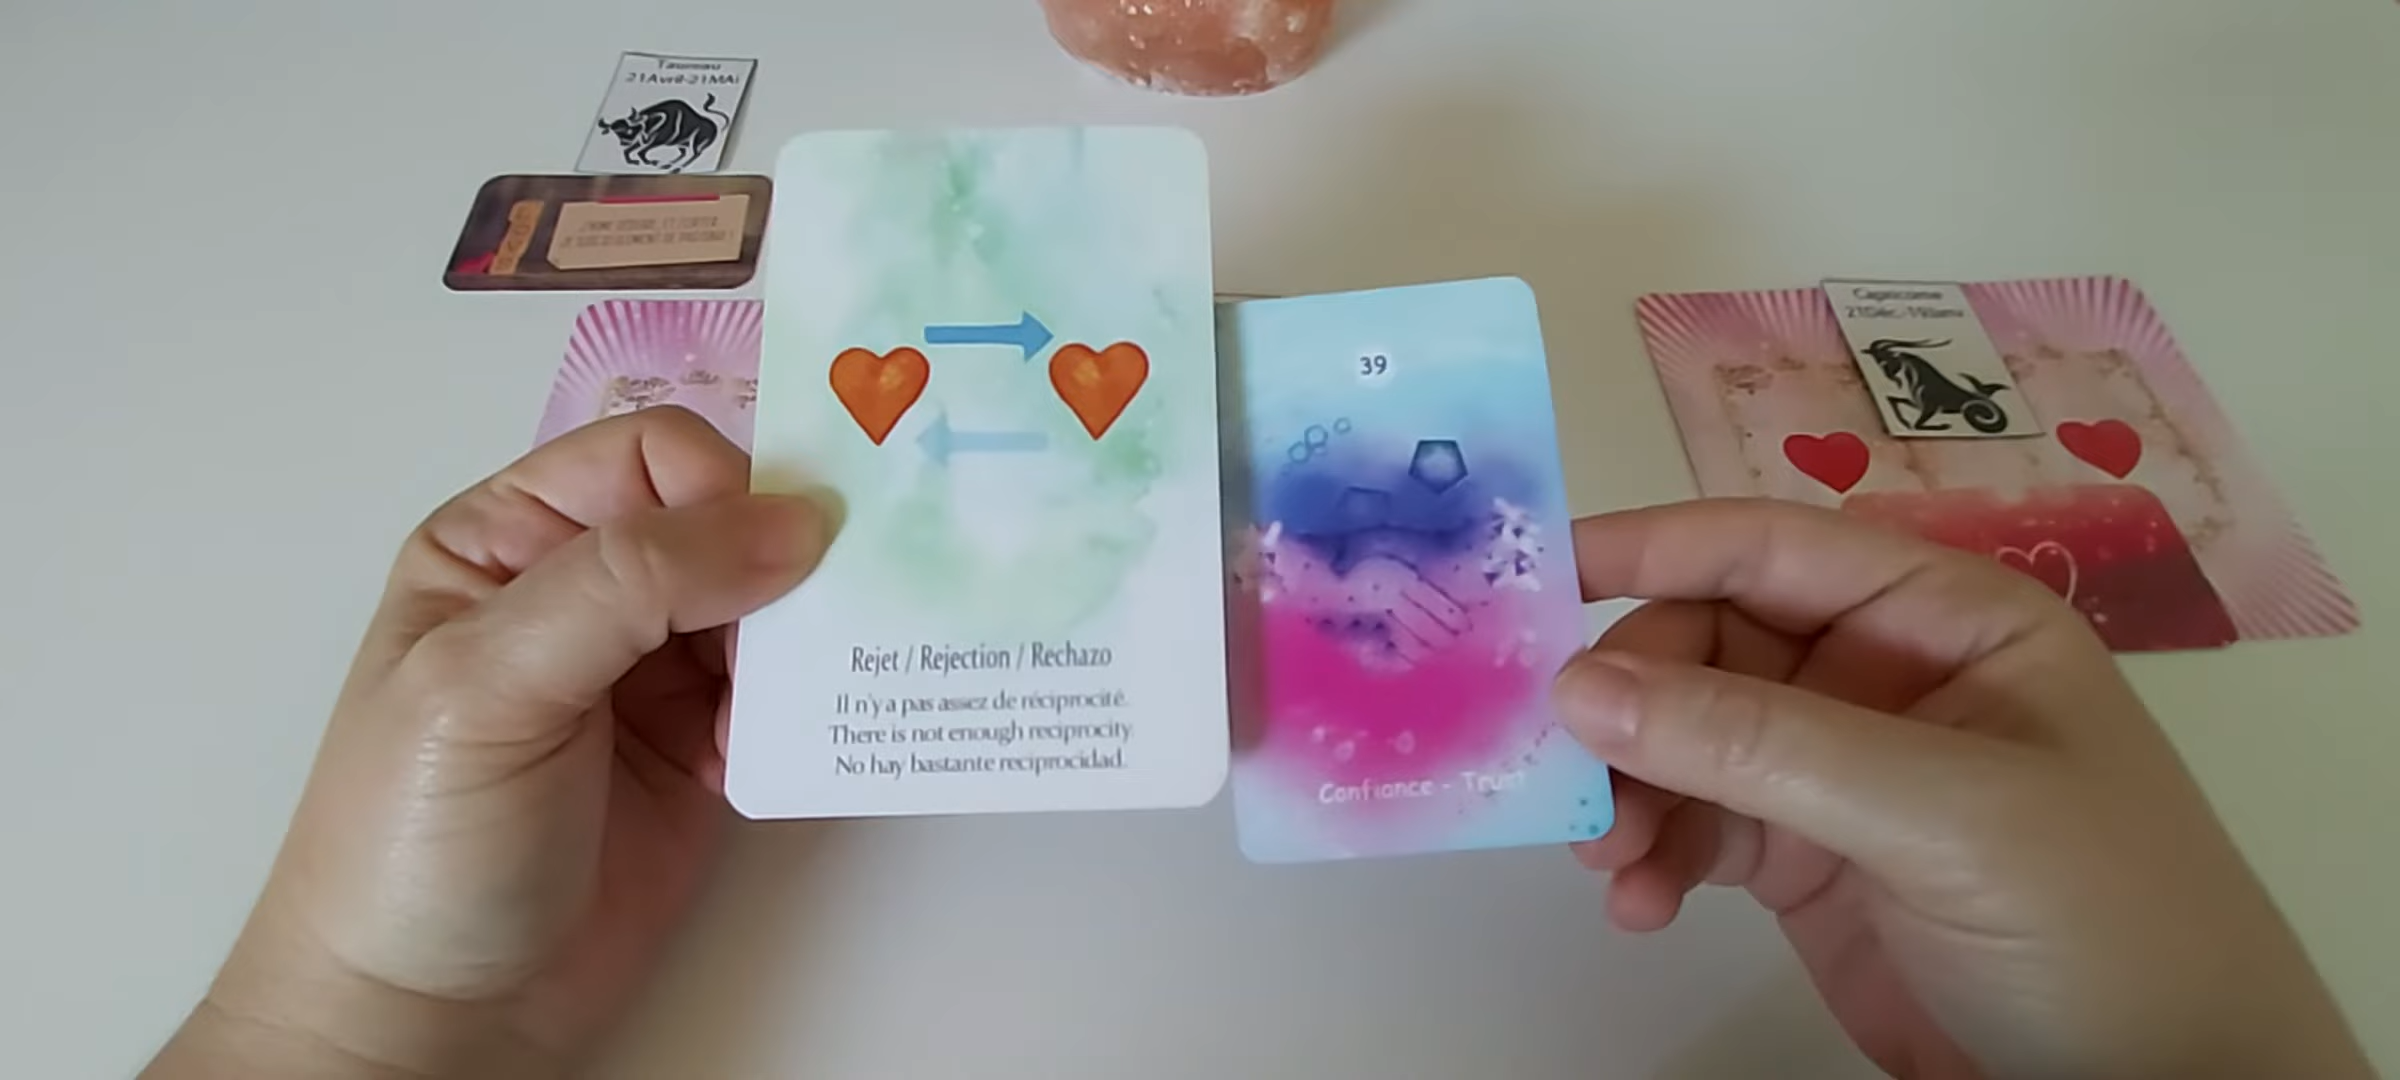 Taureau
21Avril-21MAi
Capricorne
39
Rejet / Rejection / Rechazo
Il n'y a pas assez de réciprocité.
There is not enough reciprocity.
No hay bastante reciprocidad.
Confiance - Trust